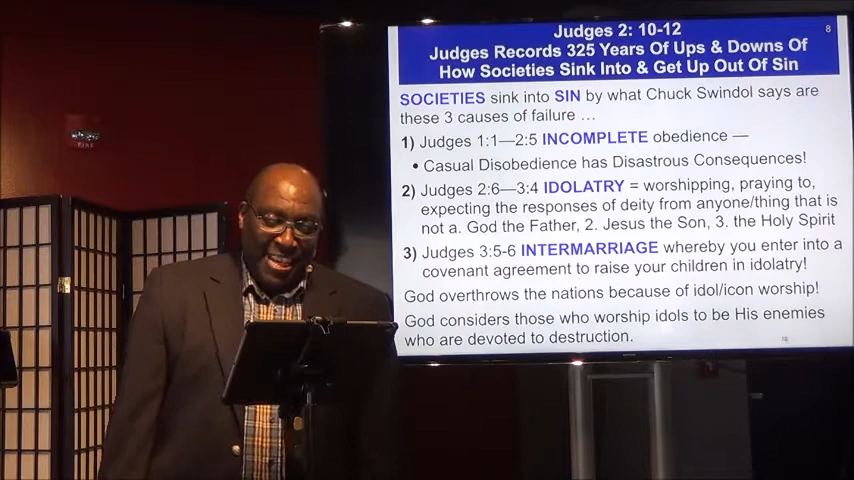 Judges 2: 10-12
8
Judges Records 325 Years Of Ups & Downs Of
How Societies Sink Into & Get Up Out Of Sin
SOCIETIES sink into SIN by what Chuck Swindol says are
these 3 causes of failure ...
1) Judges 1:1—2:5 INCOMPLETE obedience —
• Casual Disobedience has Disastrous Consequences!
2) Judges 2:6—3:4 IDOLATRY = worshipping, praying to,
expecting the responses of deity from anyone/thing that is
not a. God the Father, 2. Jesus the Son, 3. the Holy Spirit
3) Judges 3:5-6 INTERMARRIAGE whereby you enter into a
covenant agreement to raise your children in idolatry!
God overthrows the nations because of idol/icon worship!
God considers those who worship idols to be His enemies
who are devoted to destruction.